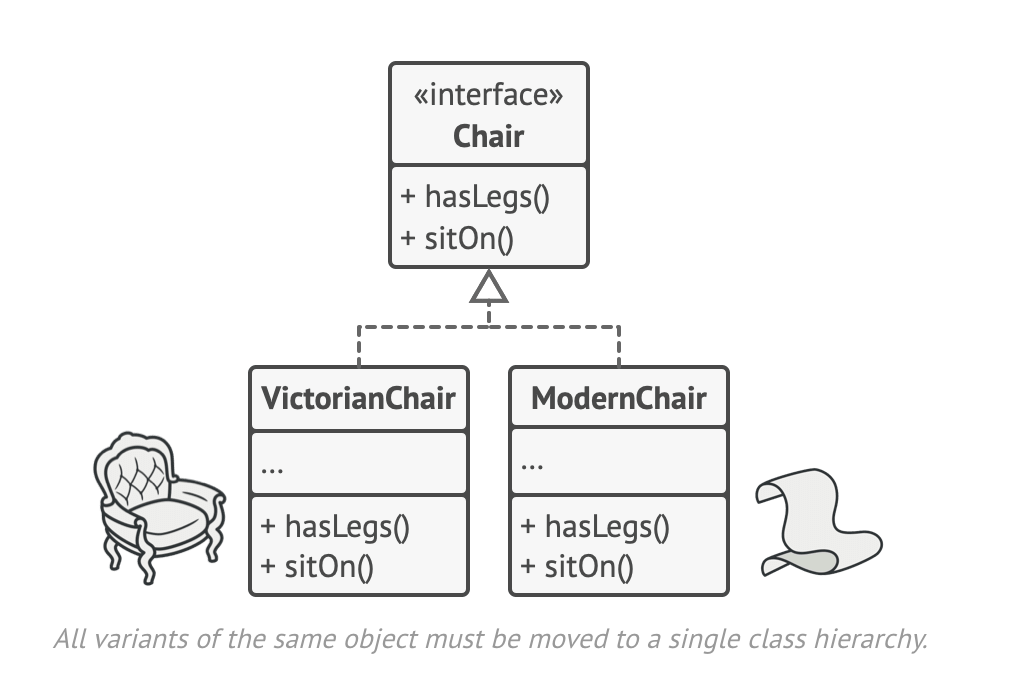 «interface»
Chair
+ hasLegs()
+ sitOn()
VictorianChair
...
+ hasLegs()
+ sitOn()
ModernChair
...
+ hasLegs()
+ sitOn()
All variants of the same object must be moved to a single class hierarchy.